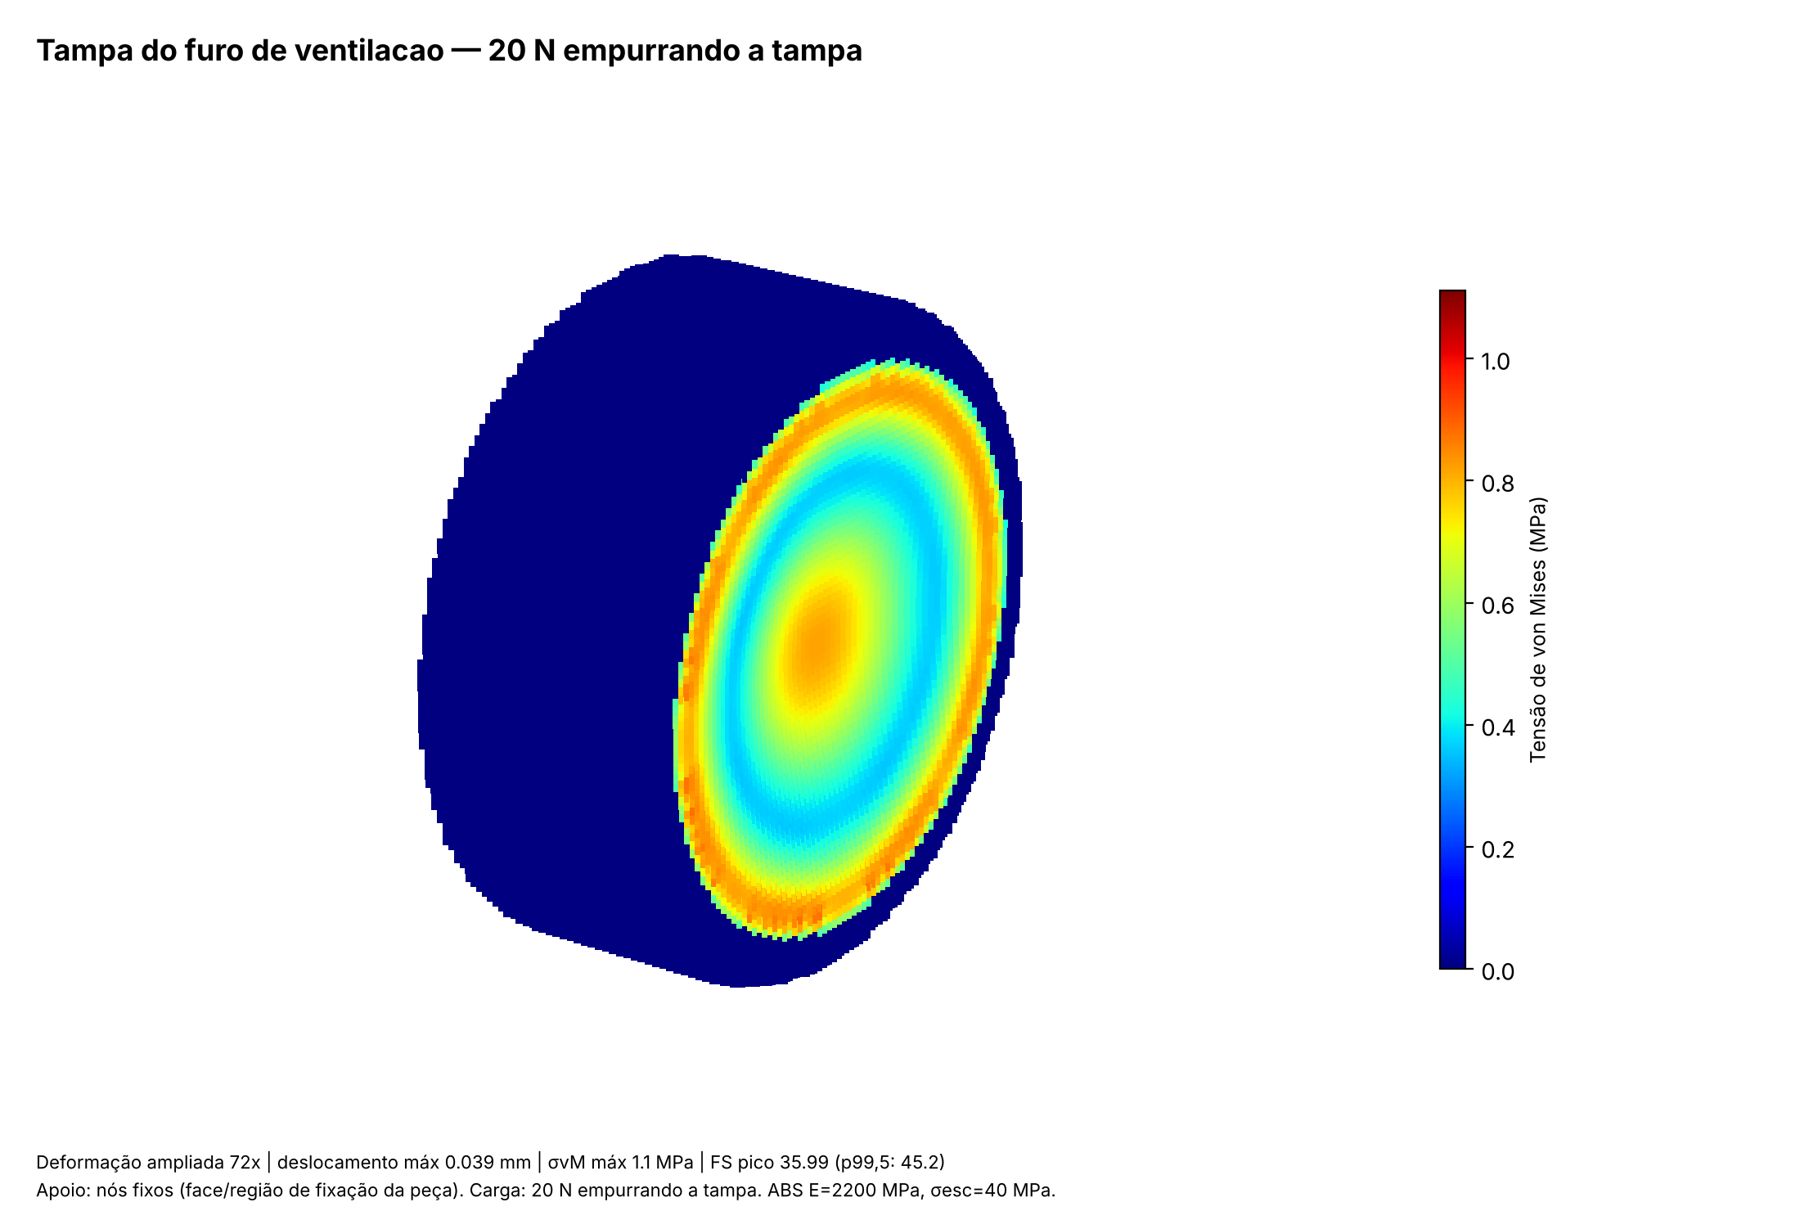 Tampa do furo de ventilacao — 20 N empurrando a tampa
1.0
0.8
0.6
0.4
0.2
0.0
Tensão de von Mises (MPa)
Deformação ampliada 72x | deslocamento máx 0.039 mm | σvM máx 1.1 MPa | FS pico 35.99 (p99,5: 45.2)
Apoio: nós fixos (face/região de fixação da peça). Carga: 20 N empurrando a tampa. ABS E=2200 MPa, σesc=40 MPa.